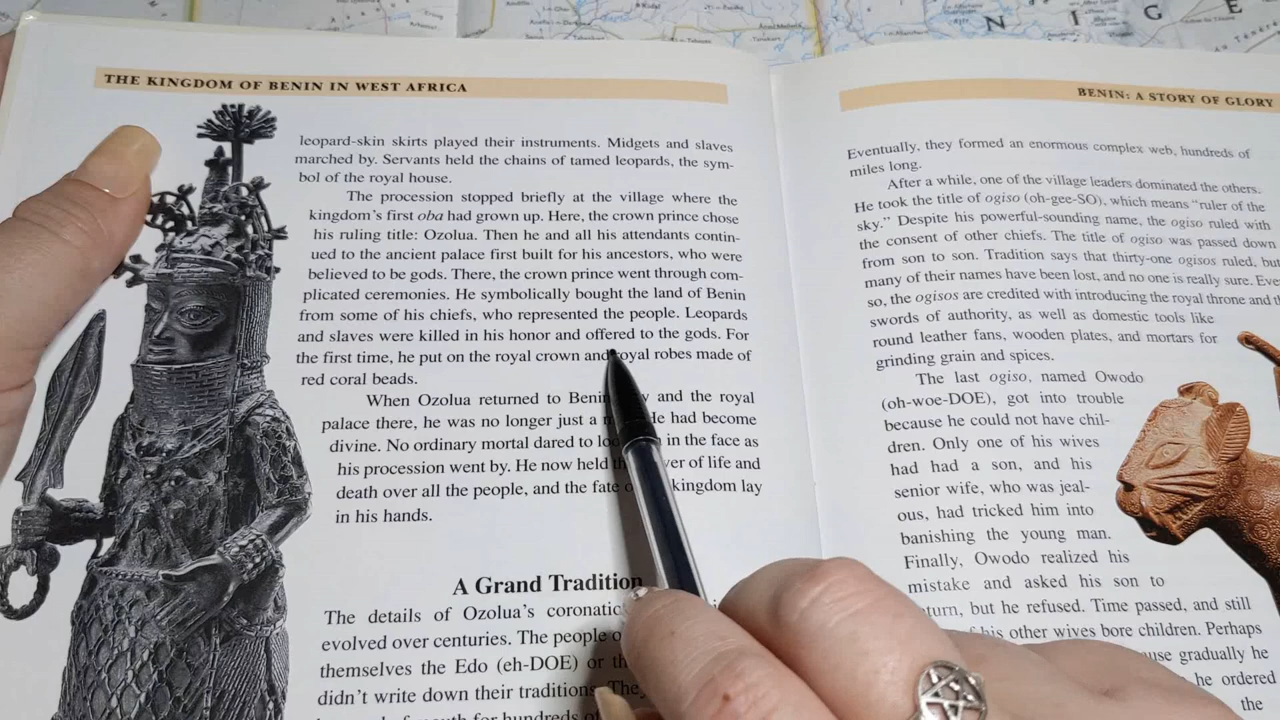 N I G E
THE KINGDOM OF BENIN IN WEST AFRICA
leopard-skin skirts played their instruments. Midgets and slaves
marched by. Servants held the chains of tamed leopards, the sym-
bol of the royal house.
The procession stopped briefly at the village where the
kingdom's first oba had grown up. Here, the crown prince chose
his ruling title: Ozolua. Then he and all his attendants contin-
ued to the ancient palace first built for his ancestors, who were
believed to be gods. There, the crown prince went through com-
plicated ceremonies. He symbolically bought the land of Benin
from some of his chiefs, who represented the people. Leopards
and slaves were killed in his honor and offered to the gods. For
the first time, he put on the royal crown and royal robes made of
red coral beads.
When Ozolua returned to Benin and the royal
palace there, he was no longer just a He had become
divine. No ordinary mortal dared to in the face as
his procession went by. He now held of life and
death over all the people, and the fate kingdom lay
in his hands.
A Grand Tradition
The details of Ozolua's
evolved over centuries. The people
themselves the Edo (eh-DOE) or
didn't write down their traditions. They
of mouth for hundreds
BENIN: A STORY OF GLORY
Eventually, they formed an enormous complex web, hundreds of
miles long.
After a while, one of the village leaders dominated the others.
He took the title of ogiso (oh-gee-SO), which means "ruler of the
sky." Despite his powerful-sounding name, the ogiso ruled with
the consent of other chiefs. The title of ogiso was passed down
from son to son. Tradition says that thirty-one ogisos ruled, but
many of their names have been lost, and no one is really sure.
so, the ogisos are credited with introducing the royal throne and
swords of authority, as well as domestic tools like
round leather fans, wooden plates, and mortars for
grinding grain and spices.
The last ogiso, named Owodo
(oh-woe-DOE), got into trouble
because he could not have chil-
dren. Only one of his wives
had had a son, and his
senior wife, who was jeal-
ous, had tricked him into
banishing the young man.
Finally, Owodo realized his
mistake and asked his son to
but he refused. Time passed, and still
his other wives bore children. Perhaps
gradually he
he ordered
the